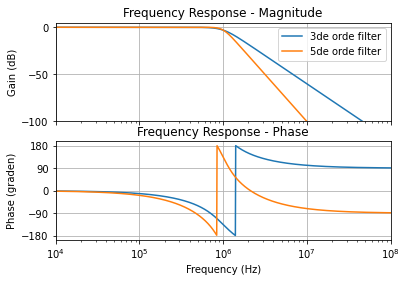 Frequency Response - Magnitude
0
−50
−100
Gain (dB)
3de orde filter
5de orde filter
Frequency Response - Phase
180
90
0
−90
−180
Phase (graden)
10⁴ 10⁵ 10⁶ 10⁷ 10⁸
Frequency (Hz)